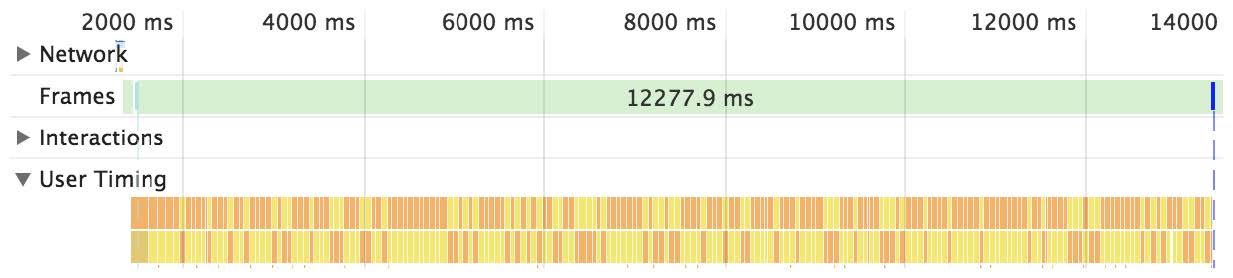 2000 ms 4000 ms 6000 ms 8000 ms 10000 ms 12000 ms 14000
Network
Frames 12277.9 ms
Interactions
User Timing